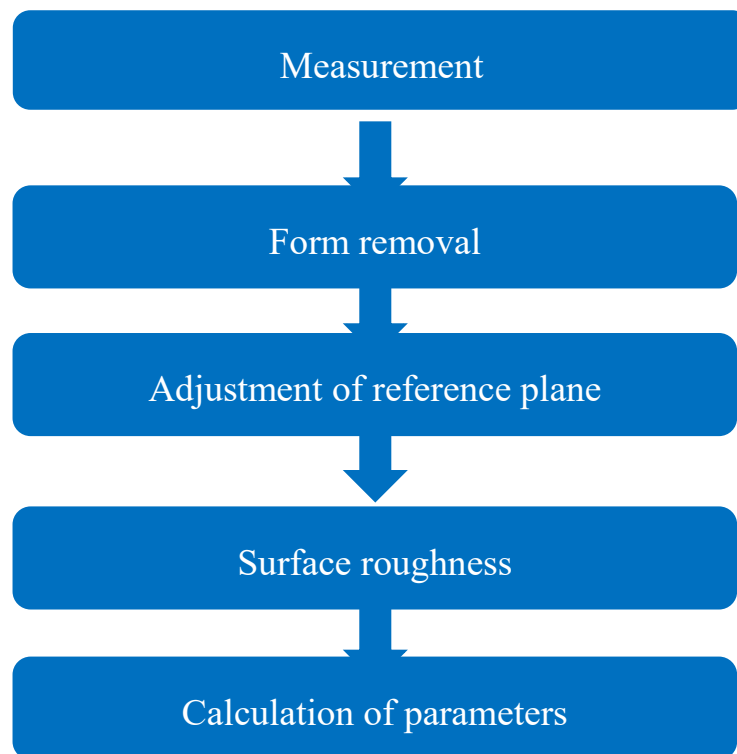 Measurement
Form removal
Adjustment of reference plane
Surface roughness
Calculation of parameters